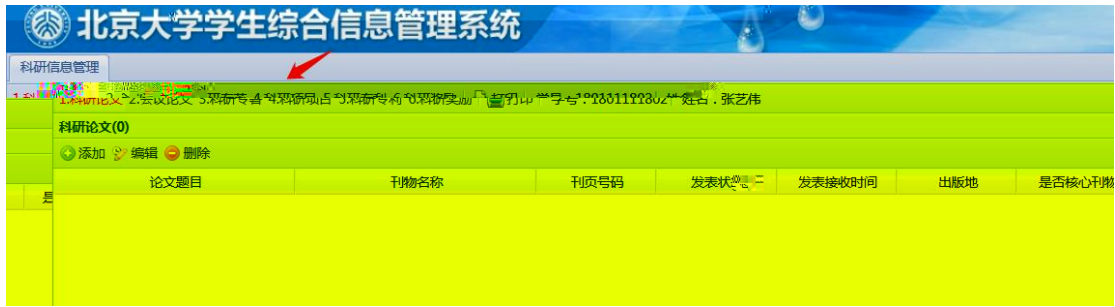 北京大学学生综合信息管理系统
科研信息管理
1.科研论文 2.会议论文 3.科研专著 4.科研项目 5.科研专利 6.科研奖励 打印 学号: 姓名:张艺伟
科研论文(0)
添加 编辑 删除
论文题目 刊物名称 刊页号码 发表状 发表接收时间 出版地 是否核心刊物
是